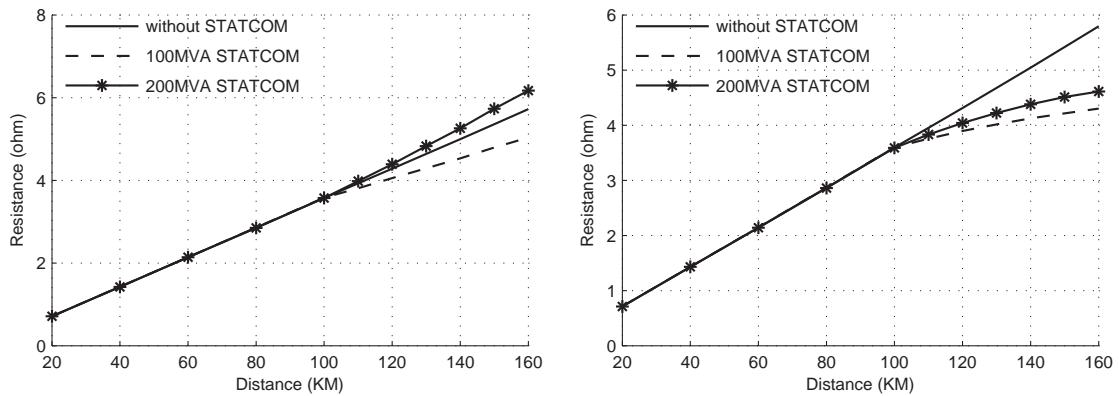 8
without STATCOM
100MVA STATCOM
200MVA STATCOM
6
4
2
0
Resistance (ohm)
20 40 60 80 100 120 140 160
Distance (KM)
6
without STATCOM
100MVA STATCOM
200MVA STATCOM
5
4
3
2
1
0
Resistance (ohm)
20 40 60 80 100 120 140 160
Distance (KM)